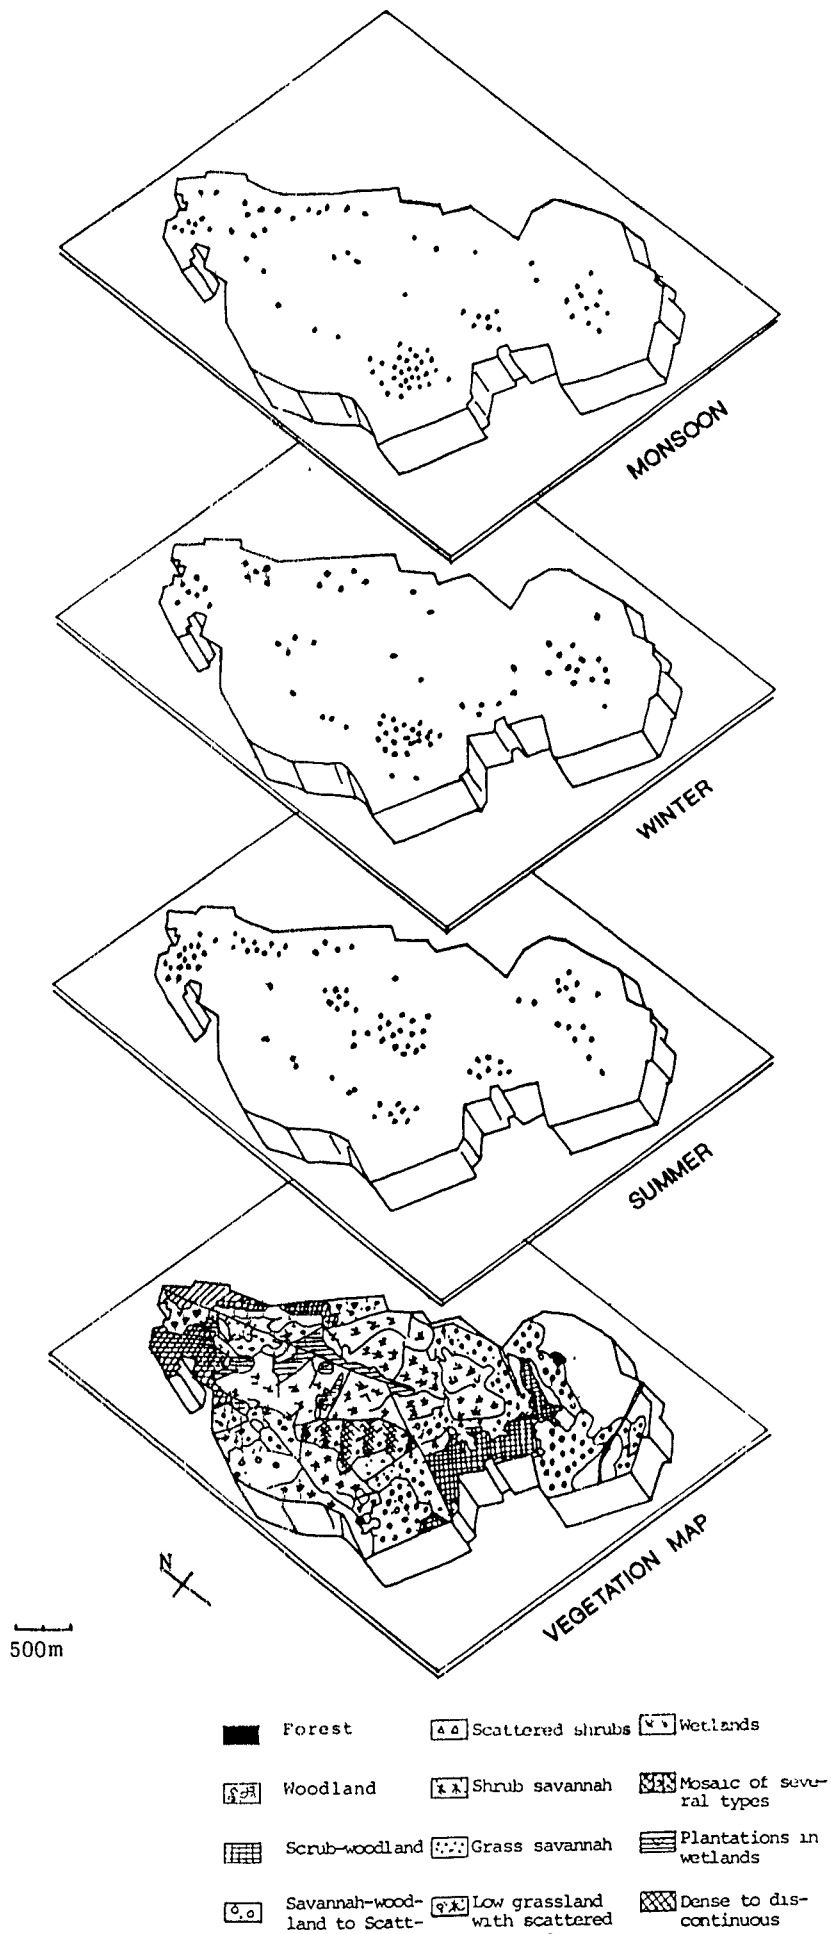 MONSOON
WINTER
SUMMER
VEGETATION MAP
N
500m
Forest
Scattered shrubs
Wetlands
Woodland
Shrub savannah
Mosaic of seve-
ral types
Scrub-woodland
Grass savannah
Plantations in
wetlands
Savannah-wood-
land to Scatt-
Low grassland
with scattered
Dense to dis-
continuous